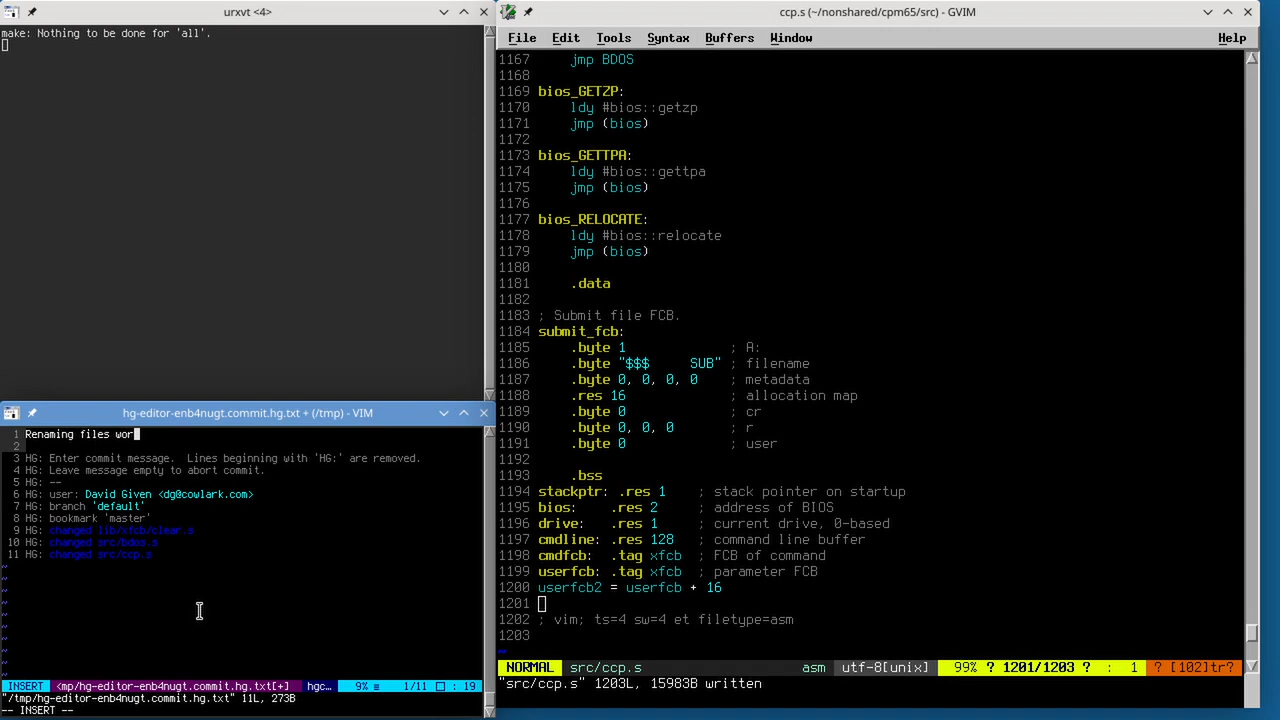 urxvt <4>
make: Nothing to be done for 'all'.
hg-editor-enb4nugt.commit.hg.txt + (/tmp) - VIM
1 Renaming files wor
2
3 HG: Enter commit message.  Lines beginning with 'HG:' are removed.
4 HG: Leave message empty to abort commit.
5 HG: --
6 HG: user: David Given <dg@cowlark.com>
7 HG: branch 'default'
8 HG: bookmark 'master'
9 HG: changed lib/xfcb/clear.s
10 HG: changed src/bdos.s
11 HG: changed src/ccp.s
~
~
~
~
~
~
~
~
~
INSERT <mp/hg-editor-enb4nugt.commit.hg.txt[+] hgc… 9% ≡ 1/11 : 19
"/tmp/hg-editor-enb4nugt.commit.hg.txt" 11L, 273B
-- INSERT --
ccp.s (~/nonshared/cpm65/src) - GVIM
File Edit Tools Syntax Buffers Window Help
1167     jmp BDOS
1168
1169 bios_GETZP:
1170     ldy #bios::getzp
1171     jmp (bios)
1172
1173 bios_GETTPA:
1174     ldy #bios::gettpa
1175     jmp (bios)
1176
1177 bios_RELOCATE:
1178     ldy #bios::relocate
1179     jmp (bios)
1180
1181     .data
1182
1183 ; Submit file FCB.
1184 submit_fcb:
1185     .byte 1             ; A:
1186     .byte "$$$     SUB" ; filename
1187     .byte 0, 0, 0, 0    ; metadata
1188     .res 16             ; allocation map
1189     .byte 0             ; cr
1190     .byte 0, 0, 0       ; r
1191     .byte 0             ; user
1192
1193     .bss
1194 stackptr: .res 1    ; stack pointer on startup
1195 bios:     .res 2    ; address of BIOS
1196 drive:    .res 1    ; current drive, 0-based
1197 cmdline:  .res 128  ; command line buffer
1198 cmdfcb:   .tag xfcb ; FCB of command
1199 userfcb:  .tag xfcb ; parameter FCB
1200 userfcb2 = userfcb + 16
1201
1202 ; vim; ts=4 sw=4 et filetype=asm
1203
~
NORMAL src/ccp.s asm utf-8[unix] 99% ? 1201/1203 ? : 1 ? [102]tr?
"src/ccp.s" 1203L, 15983B written